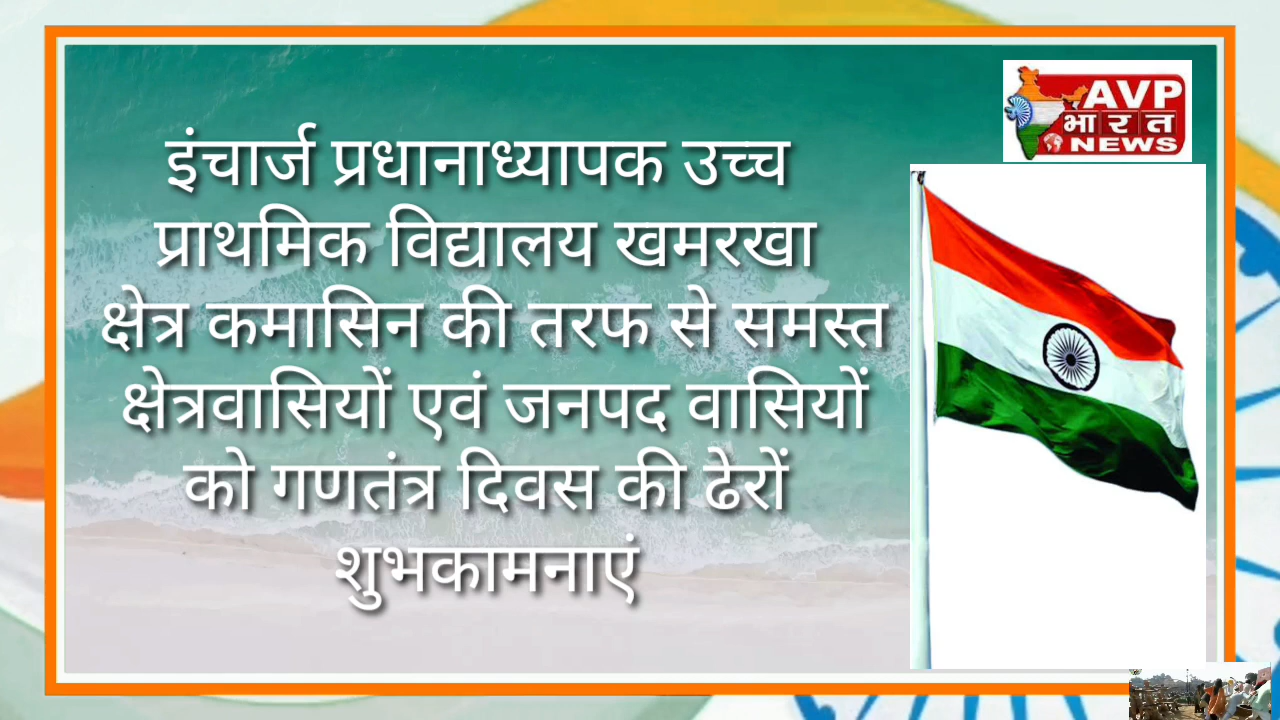 AVP
भारत
NEWS
इंचार्ज प्रधानाध्यापक उच्च
प्राथमिक विद्यालय खमरखा
क्षेत्र कमासिन की तरफ से समस्त
क्षेत्रवासियों एवं जनपद वासियों
को गणतंत्र दिवस की ढेरों
शुभकामनाएं